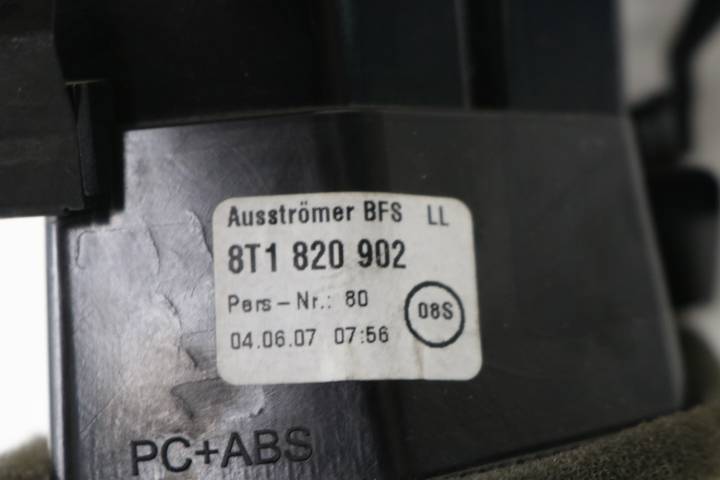 Ausströmer BFS LL
8T1 820 902
Pers-Nr.: 80
08S
04.06.07 07:56
PC+ABS